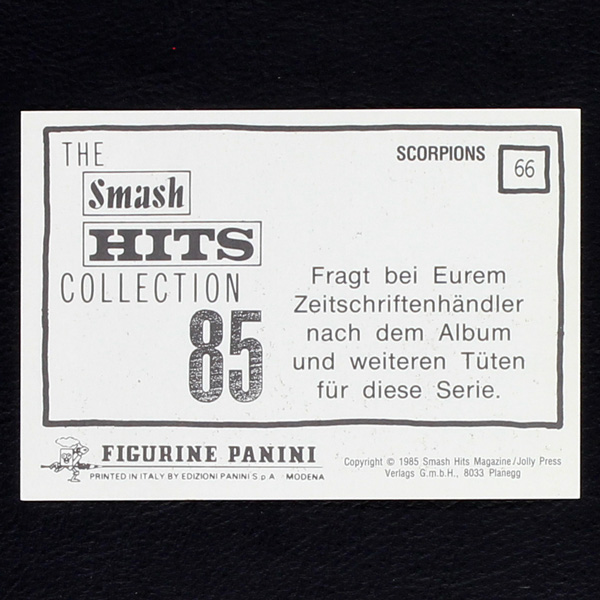 THE
Smash
HITS
COLLECTION
85
SCORPIONS
66
Fragt bei Eurem
Zeitschriftenhändler
nach dem Album
und weiteren Tüten
für diese Serie.
FIGURINE PANINI
PRINTED IN ITALY BY EDIZIONI PANINI S.p.A. - MODENA
Copyright © 1985 Smash Hits Magazine/Jolly Press
Verlags G.m.b.H., 8033 Planegg